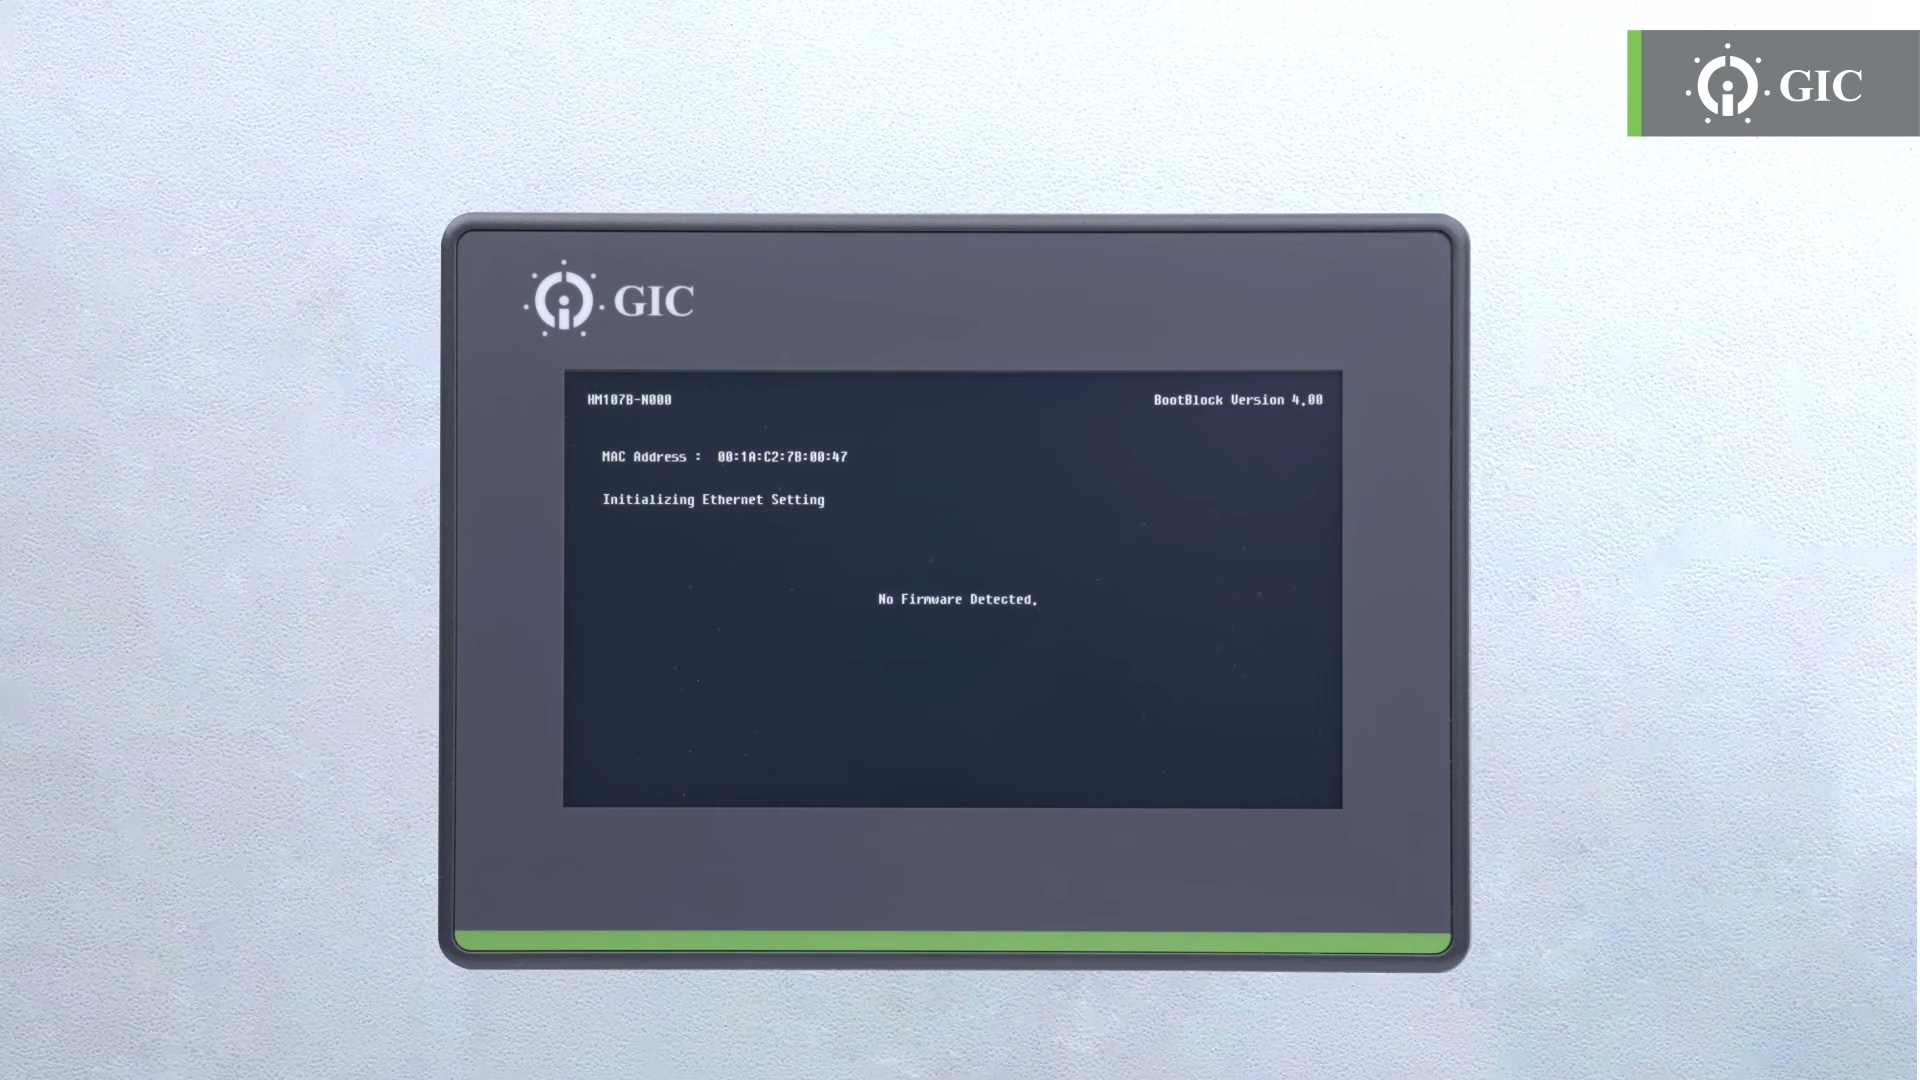 GIC
GIC
HM107B-N000
BootBlock Version 4.00
MAC Address : 00:1A:C2:7B:00:47
Initializing Ethernet Setting
No Firmware Detected.